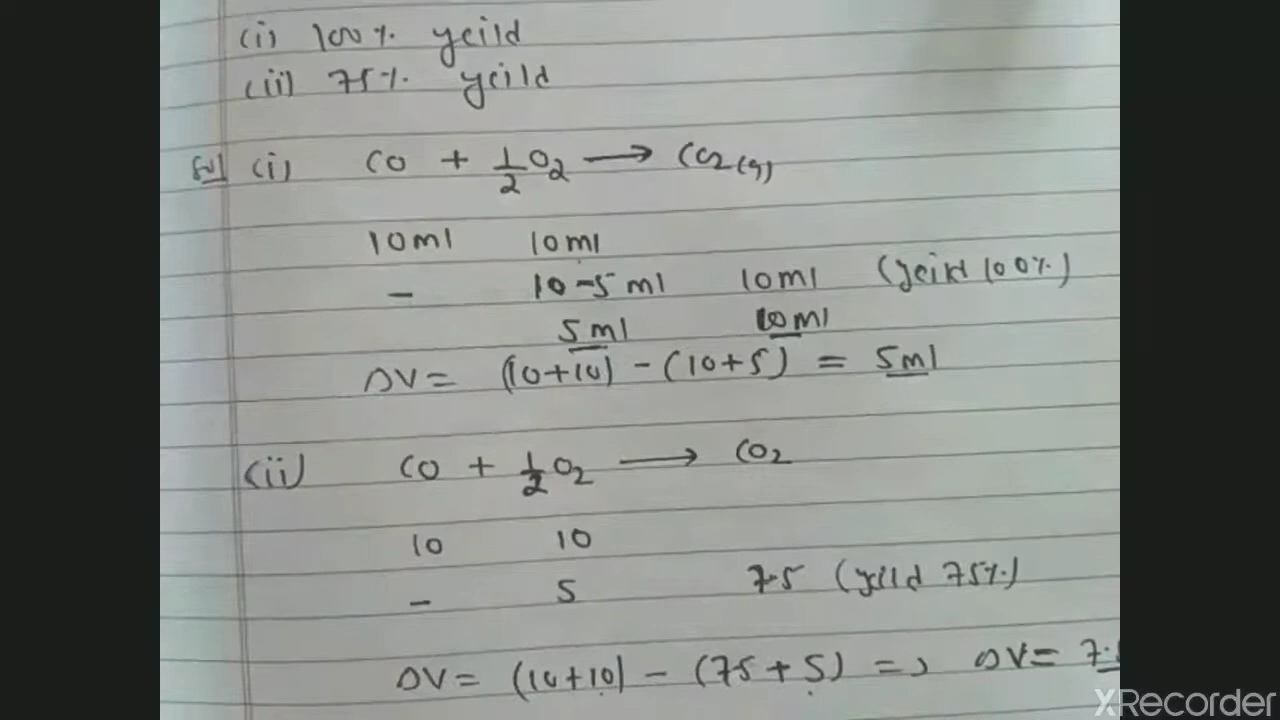 (i) 100% yeild
(ii) 75% yeild
Sol (i) CO + 1/2 O2 ⟶ CO2(g)
10ml 10ml
– 10-5ml 10ml (yeild 100%)
5ml 10ml
ΔV = (10+10) - (10+5) = 5ml
(ii) CO + 1/2 O2 ⟶ CO2
10 10
– 5 7.5 (yeild 75%)
ΔV = (10+10) - (7.5+5) => ΔV = 7.5
XRecorder